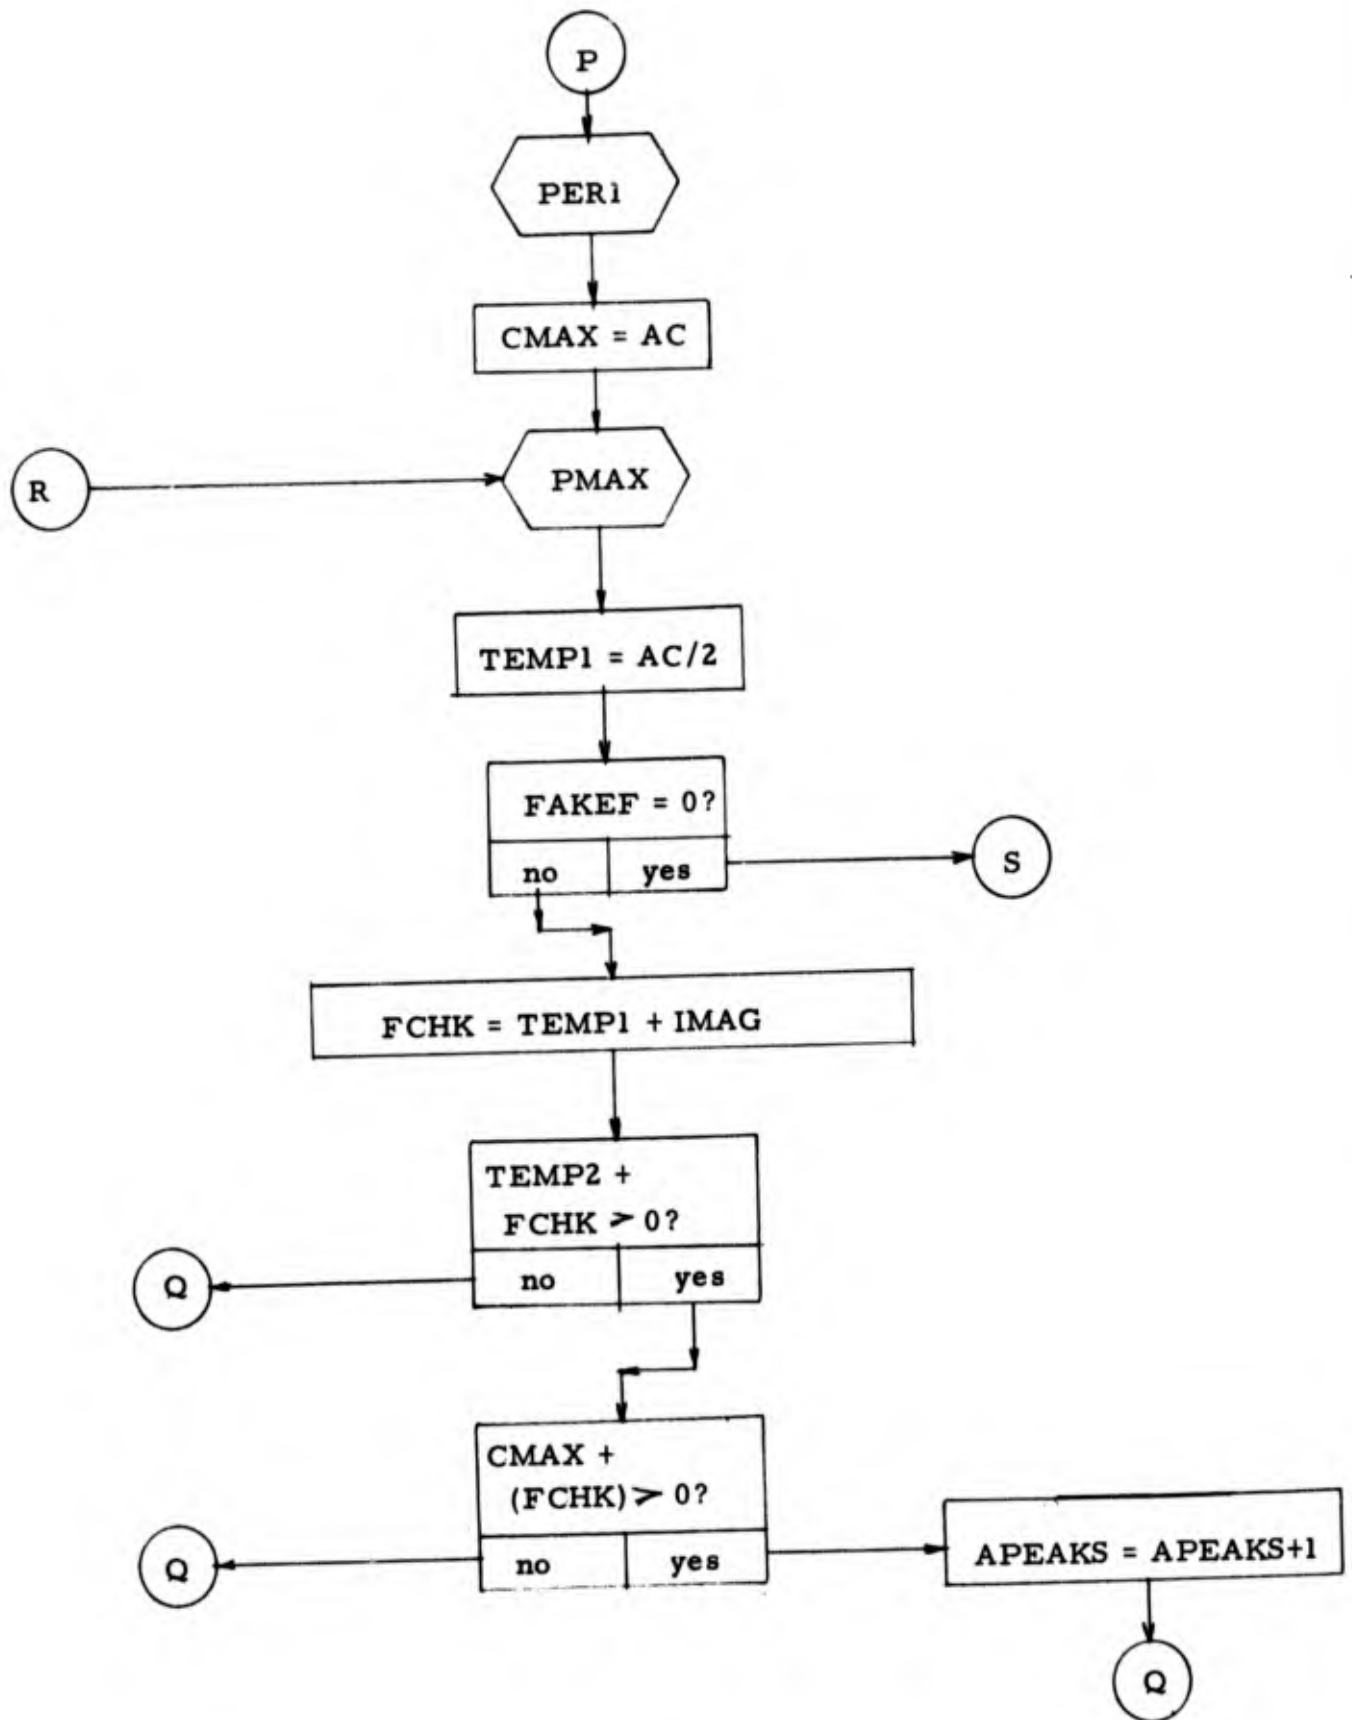 P
PER1
CMAX = AC
R
PMAX
TEMP1 = AC/2
FAKEF = 0?
no yes
S
FCHK = TEMP1 + IMAG
TEMP2 +
FCHK > 0?
no yes
Q
CMAX +
(FCHK) > 0?
no yes
Q
APEAKS = APEAKS+1
Q